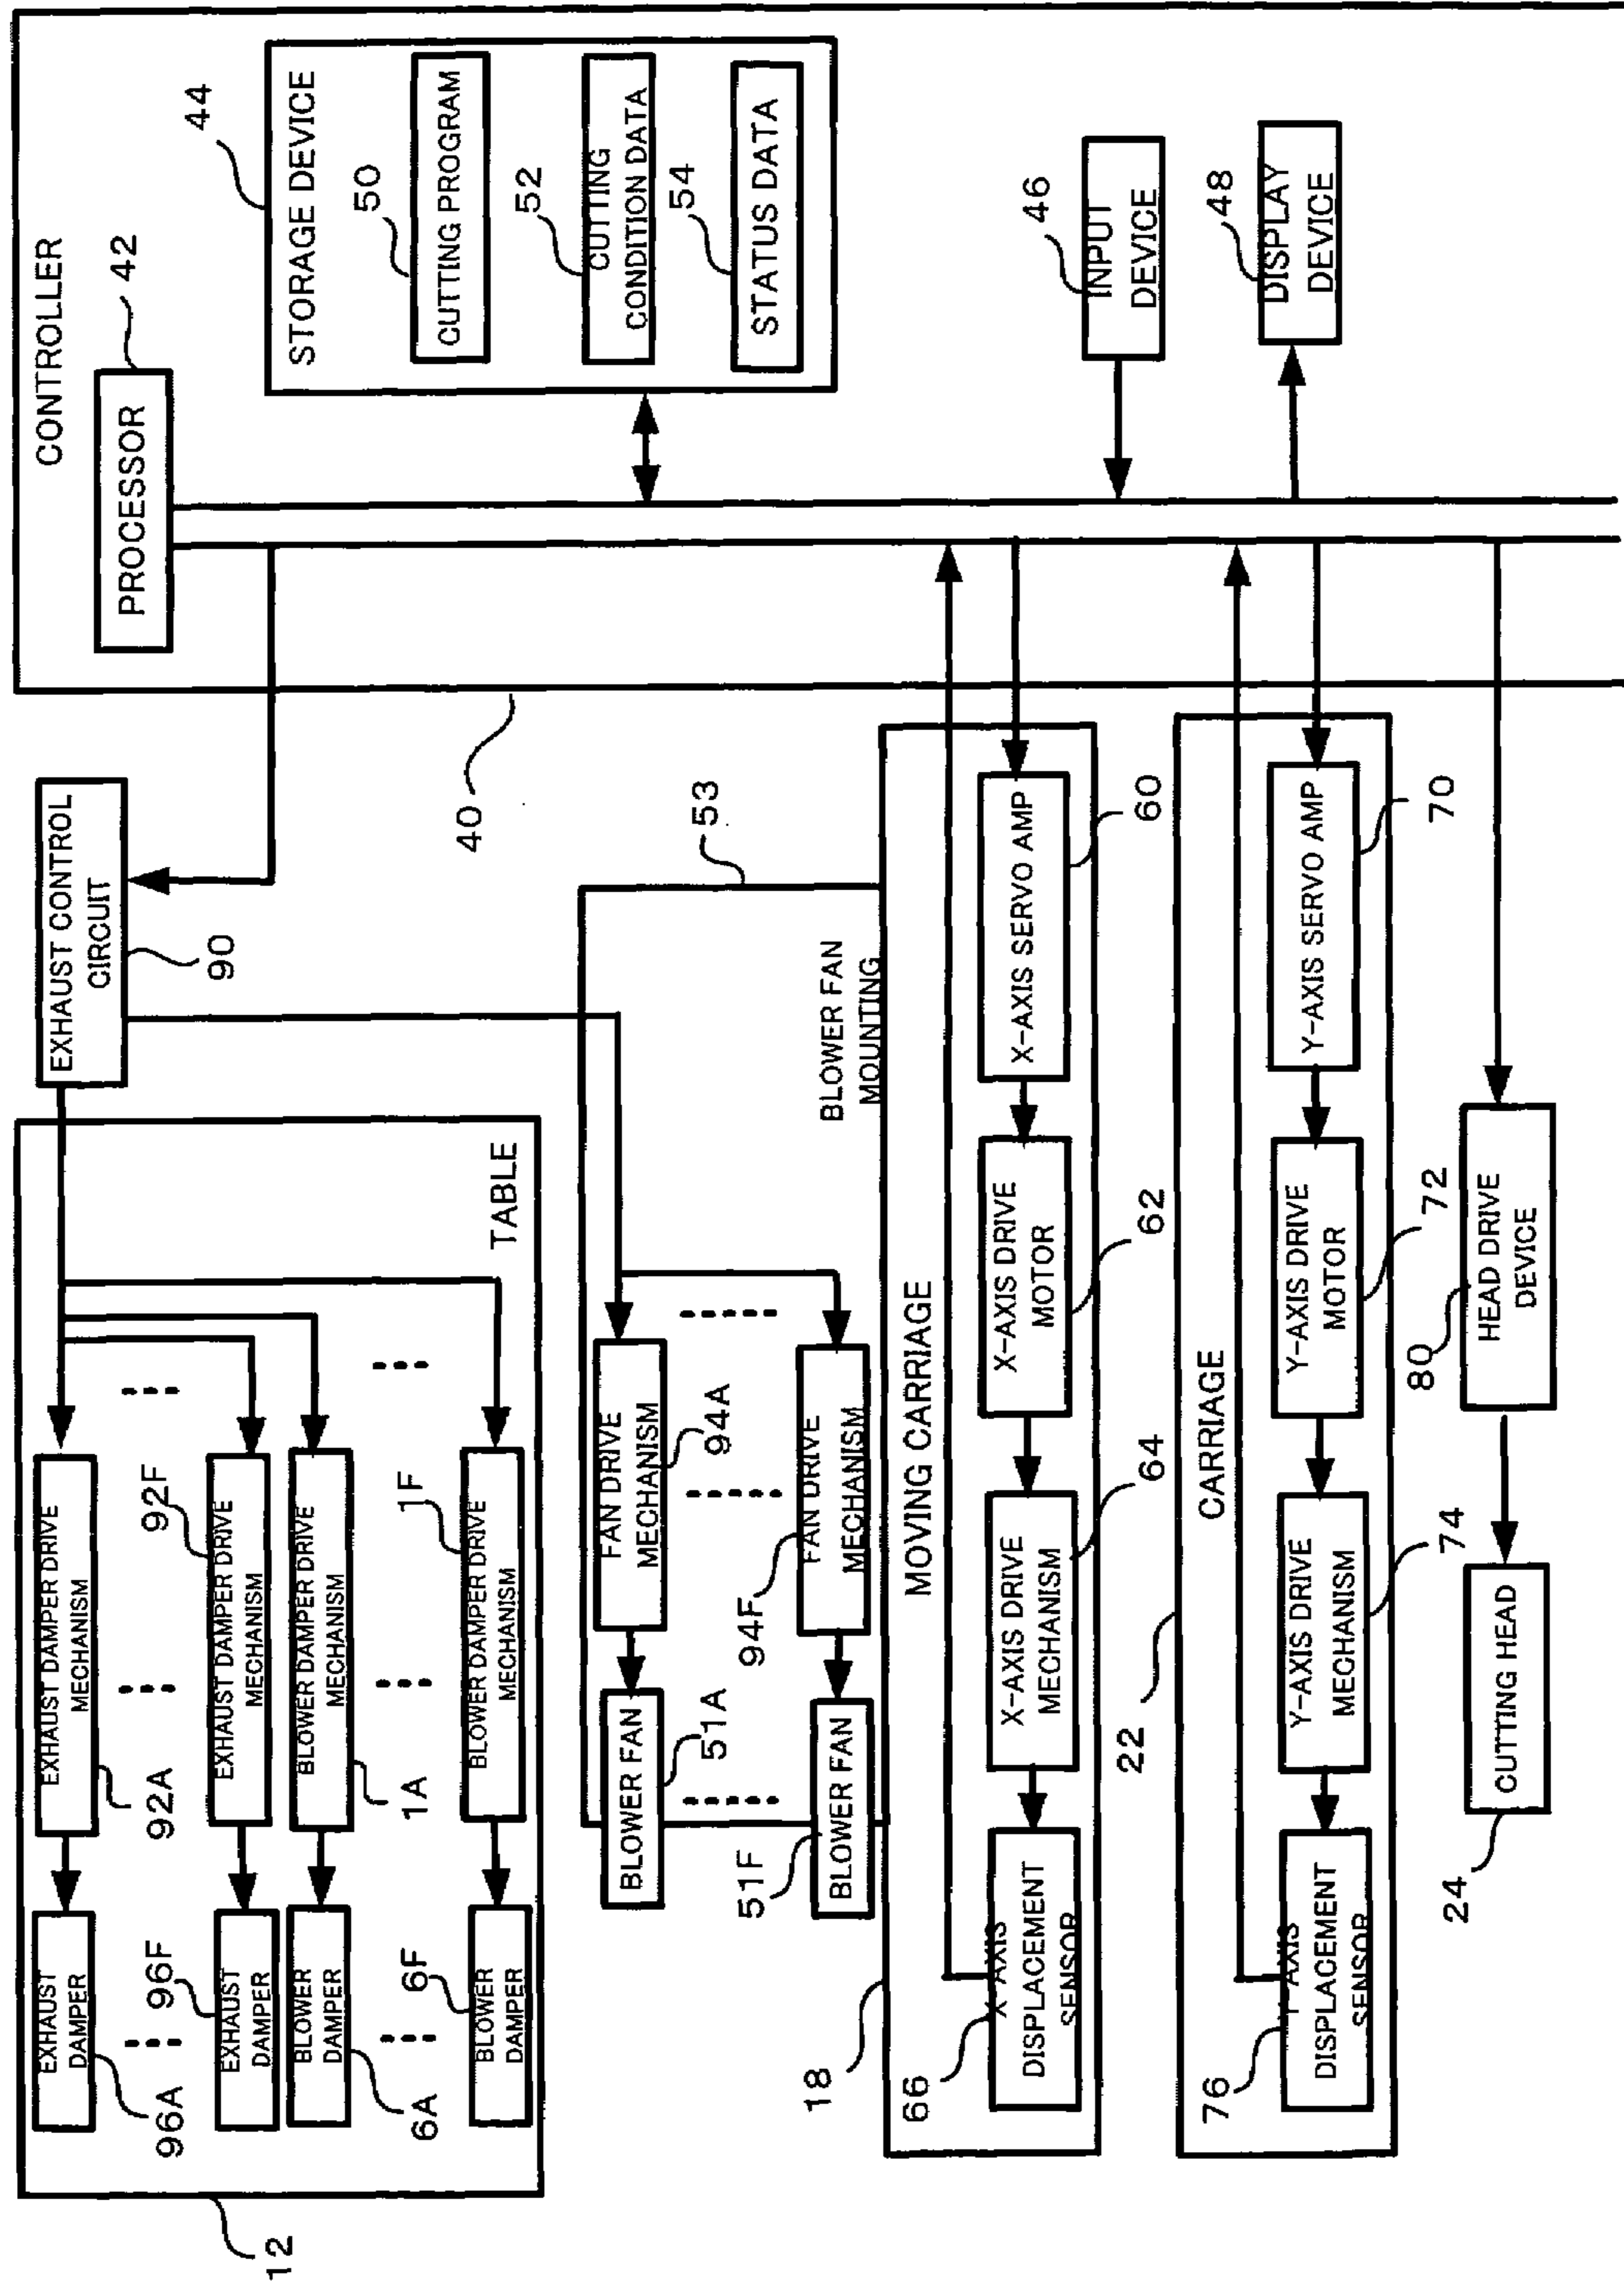 CONTROLLER
PROCESSOR
42
44
STORAGE DEVICE
50
CUTTING PROGRAM
52
CUTTING
CONDITION DATA
54
STATUS DATA
46
INPUT
DEVICE
48
DISPLAY
DEVICE
40
EXHAUST CONTROL
CIRCUIT
90
TABLE
12
EXHAUST DAMPER DRIVE
MECHANISM
92A
92F
EXHAUST DAMPER DRIVE
MECHANISM
BLOWER DAMPER DRIVE
MECHANISM
1A
1F
BLOWER DAMPER DRIVE
MECHANISM
EXHAUST
DAMPER
96A
96F
EXHAUST
DAMPER
BLOWER
DAMPER
6A
6F
BLOWER
DAMPER
53
BLOWER FAN
MOUNTING
FAN DRIVE
MECHANISM
94A
94F
FAN DRIVE
MECHANISM
BLOWER FAN
51A
51F
BLOWER FAN
MOVING CARRIAGE
18
X-AXIS SERVO AMP
60
X-AXIS DRIVE
MOTOR
62
X-AXIS DRIVE
MECHANISM
64
66
X-AXIS
DISPLACEMENT
SENSOR
CARRIAGE
22
Y-AXIS SERVO AMP
70
Y-AXIS DRIVE
MOTOR
72
Y-AXIS DRIVE
MECHANISM
74
76
Y-AXIS
DISPLACEMENT
SENSOR
80
HEAD DRIVE
DEVICE
CUTTING HEAD
24